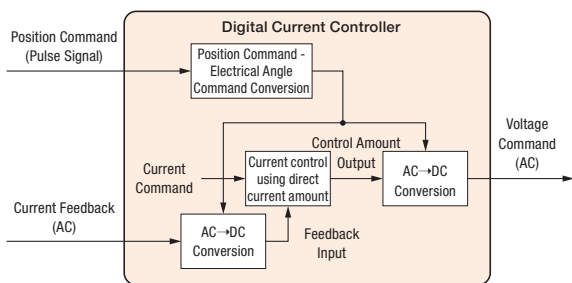 Digital Current Controller
Position Command
(Pulse Signal)
Position Command -
Electrical Angle
Command Conversion
Voltage
Command
(AC)
Control Amount
Output
Current
Command
Current control
using direct
current amount
AC→DC
Conversion
Current Feedback
(AC)
AC→DC
Conversion
Feedback
Input